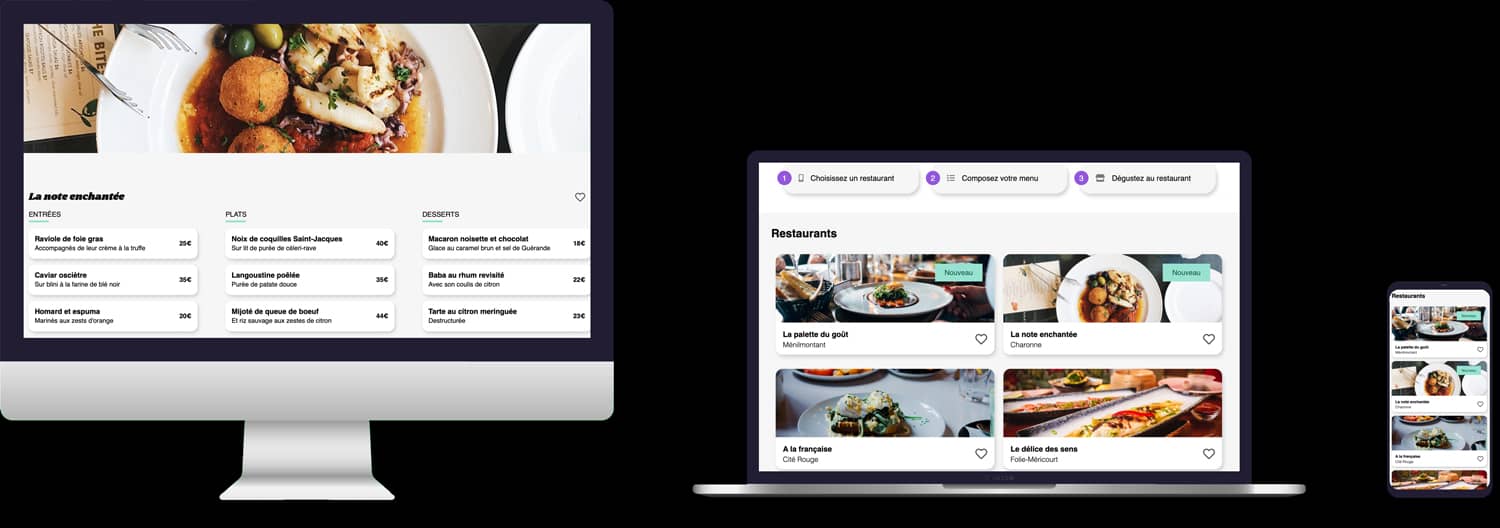 THE BITE
La note enchantée
ENTRÉES
Raviole de foie gras
Accompagnés de leur crème à la truffe
25€
Caviar osciètre
Sur blini à la farine de blé noir
35€
Homard et espuma
Marinés aux zests d'orange
20€
PLATS
Noix de coquilles Saint-Jacques
Sur lit de purée de céleri-rave
40€
Langoustine poêlée
Purée de patate douce
35€
Mijoté de queue de boeuf
Et riz sauvage aux zestes de citron
44€
DESSERTS
Macaron noisette et chocolat
Glace au caramel brun et sel de Guérande
18€
Baba au rhum revisité
Avec son coulis de citron
22€
Tarte au citron meringuée
Destructurée
23€
1 Choisissez un restaurant
2 Composez votre menu
3 Dégustez au restaurant
Restaurants
Nouveau
La palette du goût
Ménilmontant
Nouveau
La note enchantée
Charonne
A la française
Cité Rouge
Le délice des sens
Folie-Méricourt
Restaurants
Nouveau
La palette du goût
Ménilmontant
Nouveau
La note enchantée
Charonne
A la française
Cité Rouge